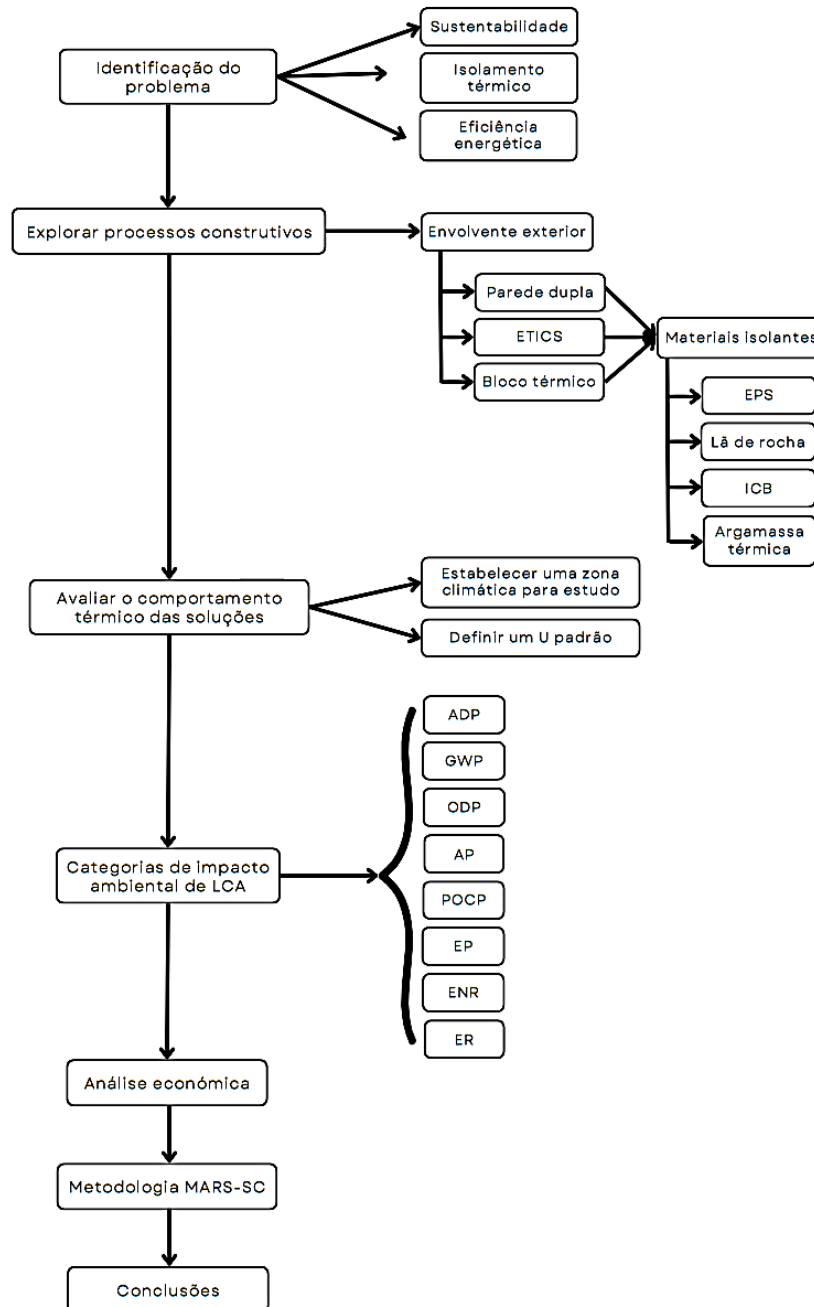 Sustentabilidade
Identificação do
problema
Isolamento
térmico
Eficiência
energética
Explorar processos construtivos
Envolvente exterior
Parede dupla
ETICS
Bloco térmico
Materiais isolantes
EPS
Lã de rocha
ICB
Argamassa
térmica
Avaliar o comportamento
térmico das soluções
Estabelecer uma zona
climática para estudo
Definir um U padrão
Categorias de impacto
ambiental de LCA
ADP
GWP
ODP
AP
POCP
EP
ENR
ER
Análise económica
Metodologia MARS-SC
Conclusões